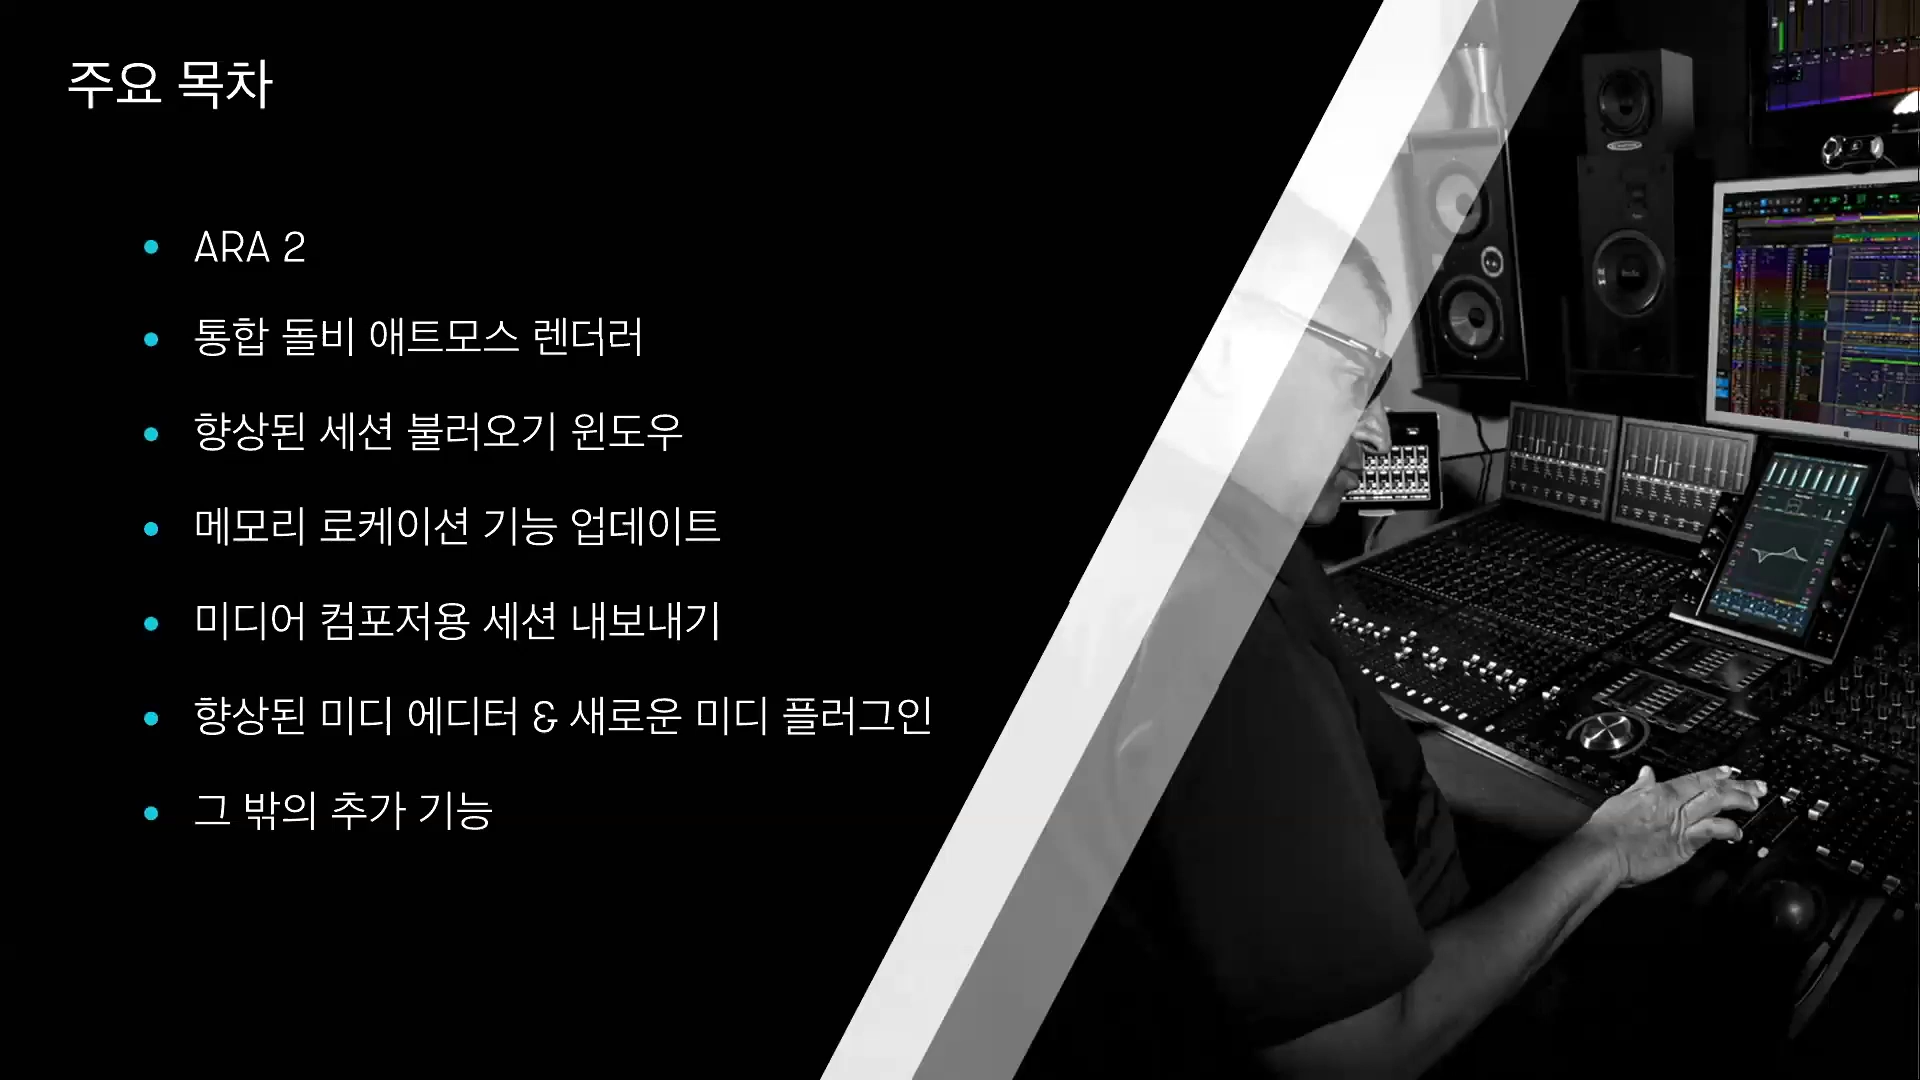 주요 목차
ARA 2
통합 돌비 애트모스 렌더러
향상된 세션 불러오기 윈도우
메모리 로케이션 기능 업데이트
미디어 컴포저용 세션 내보내기
향상된 미디 에디터 & 새로운 미디 플러그인
그 밖의 추가 기능